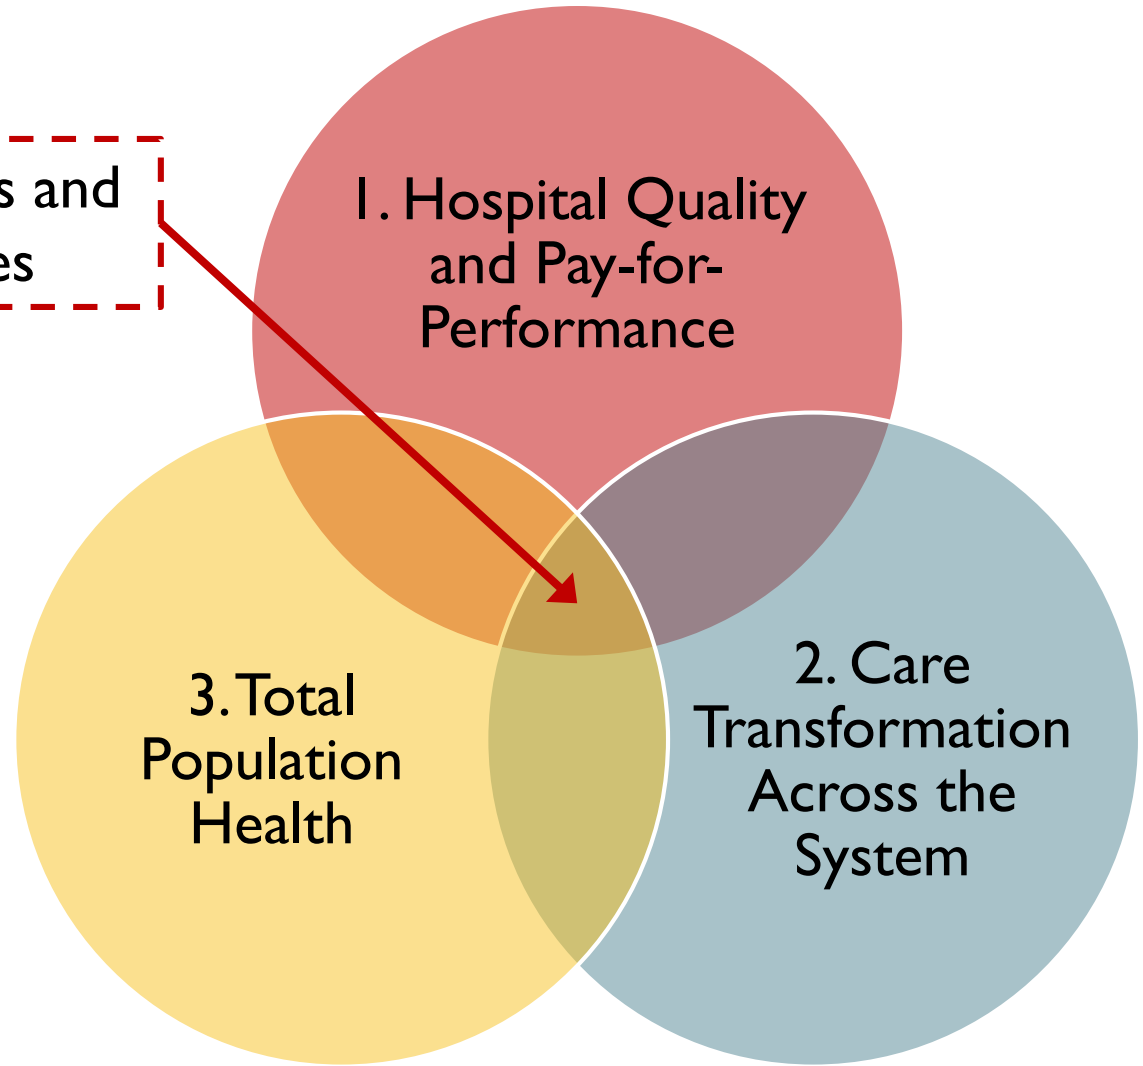 s and
es
1. Hospital Quality
and Pay-for-
Performance
2. Care
Transformation
Across the
System
3. Total
Population
Health